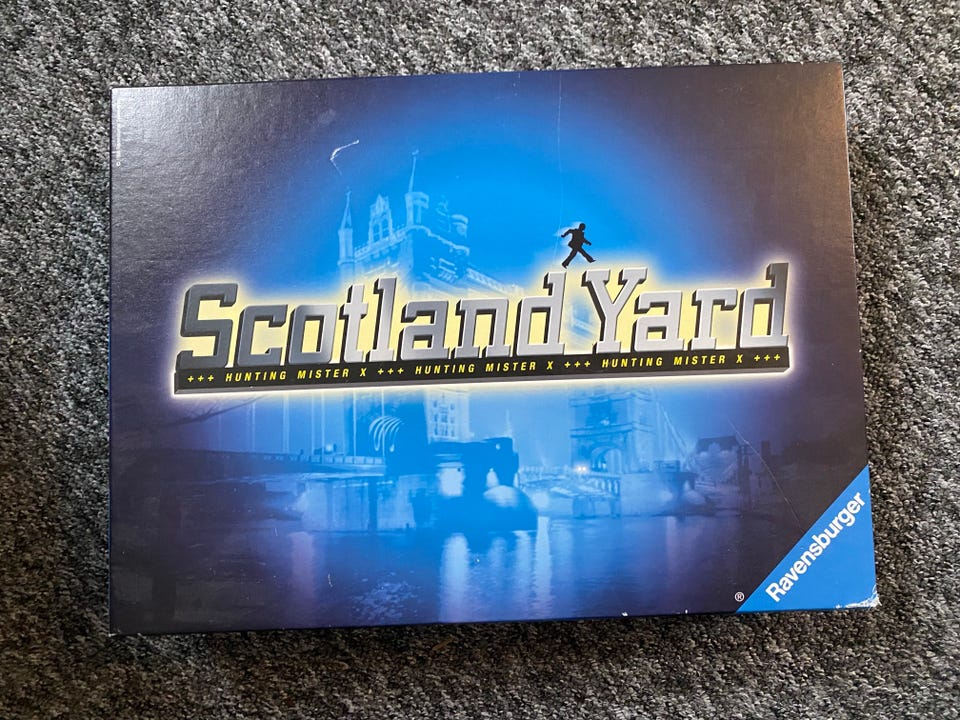 Scotland Yard
+++ HUNTING MISTER X +++ HUNTING MISTER X +++ HUNTING MISTER X +++
Ravensburger
®